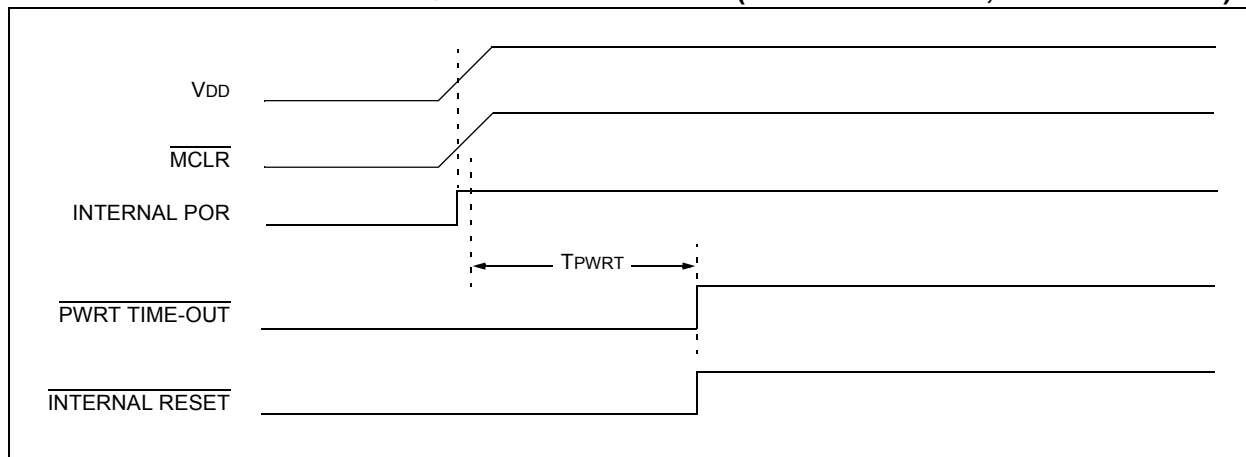 VDD
MCLR
INTERNAL POR
TPWRT
PWRT TIME-OUT
INTERNAL RESET